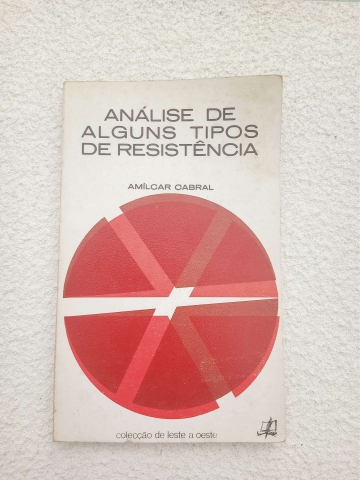 ANÁLISE DE
ALGUNS TIPOS
DE RESISTÊNCIA
AMÍLCAR CABRAL
colecção de leste a oeste